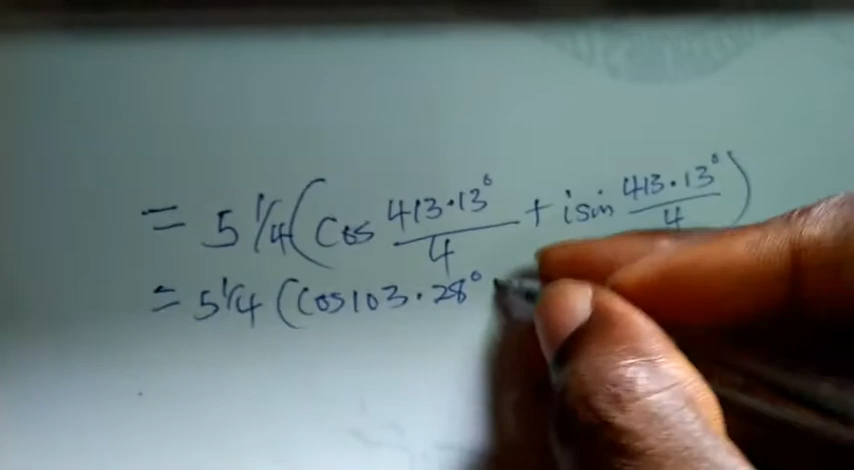 = 5^1/4 (Cos 413.13°/4 + i sin 413.13°/4)
= 5^1/4 (Cos 103.28°